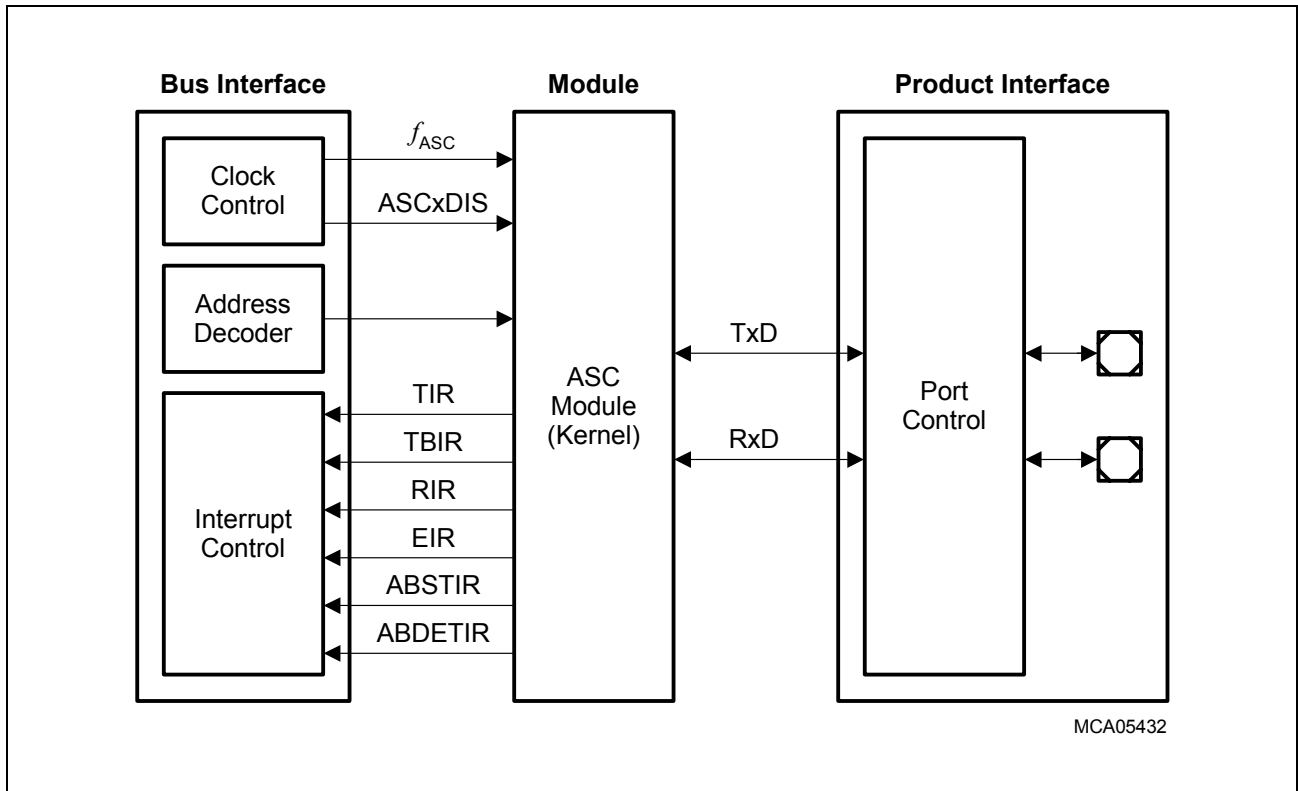 Bus Interface
Module
Product Interface
Clock
Control
f ASC
ASCxDIS
Address
Decoder
Interrupt
Control
TIR
TBIR
RIR
EIR
ABSTIR
ABDETIR
ASC
Module
(Kernel)
TxD
RxD
Port
Control
MCA05432